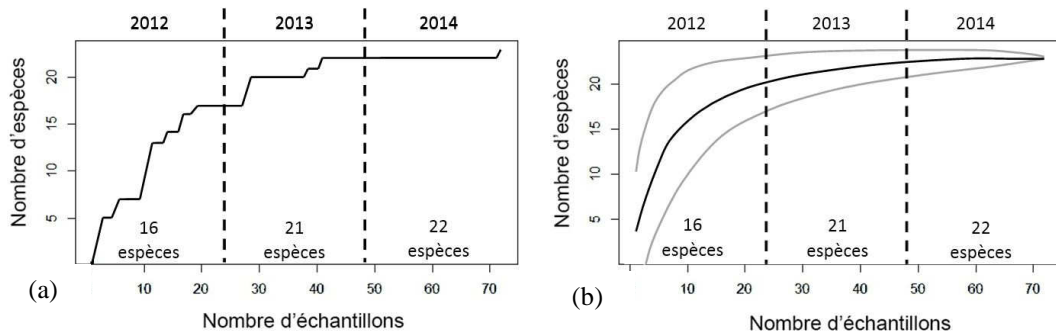 2012 2013 2014
Nombre d'espèces
20
15
10
5
16 espèces
21 espèces
22 espèces
10 20 30 40 50 60 70
Nombre d'échantillons
(a)
2012 2013 2014
Nombre d'espèces
20
15
10
5
16 espèces
21 espèces
22 espèces
0 10 20 30 40 50 60 70
Nombre d'échantillons
(b)